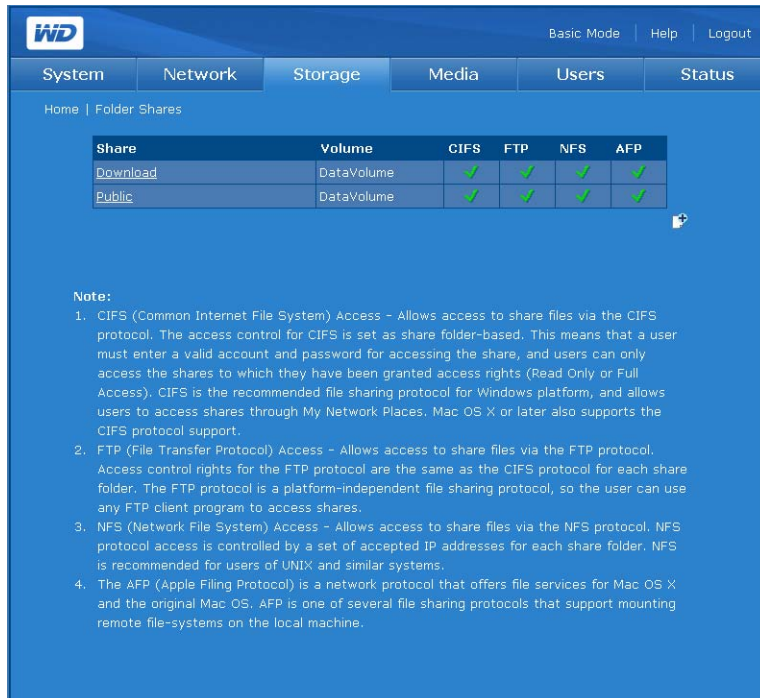 WD
Basic Mode | Help | Logout
System Network Storage Media Users Status
Home | Folder Shares
Share Volume CIFS FTP NFS AFP
Download DataVolume
Public DataVolume
Note:
1. CIFS (Common Internet File System) Access - Allows access to share files via the CIFS
protocol. The access control for CIFS is set as share folder-based. This means that a user
must enter a valid account and password for accessing the share, and users can only
access the shares to which they have been granted access rights (Read Only or Full
Access). CIFS is the recommended file sharing protocol for Windows platform, and allows
users to access shares through My Network Places. Mac OS X or later also supports the
CIFS protocol support.
2. FTP (File Transfer Protocol) Access - Allows access to share files via the FTP protocol.
Access control rights for the FTP protocol are the same as the CIFS protocol for each share
folder. The FTP protocol is a platform-independent file sharing protocol, so the user can use
any FTP client program to access shares.
3. NFS (Network File System) Access - Allows access to share files via the NFS protocol. NFS
protocol access is controlled by a set of accepted IP addresses for each share folder. NFS
is recommended for users of UNIX and similar systems.
4. The AFP (Apple Filing Protocol) is a network protocol that offers file services for Mac OS X
and the original Mac OS. AFP is one of several file sharing protocols that support mounting
remote file-systems on the local machine.